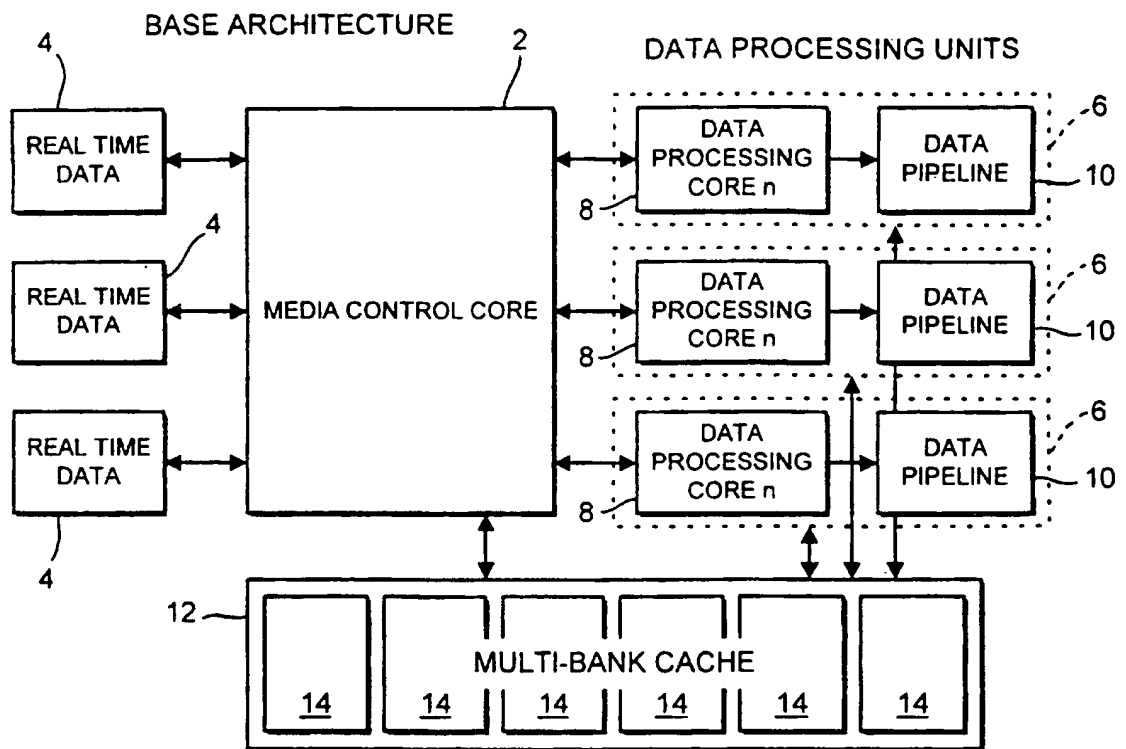 BASE ARCHITECTURE
DATA PROCESSING UNITS
4
2
REAL TIME
DATA
DATA
PROCESSING
CORE n
8
DATA
PIPELINE
6
10
4
REAL TIME
DATA
MEDIA CONTROL CORE
DATA
PROCESSING
CORE n
8
DATA
PIPELINE
6
10
REAL TIME
DATA
4
DATA
PROCESSING
CORE n
8
DATA
PIPELINE
6
10
12
MULTI-BANK CACHE
14 14 14 14 14 14